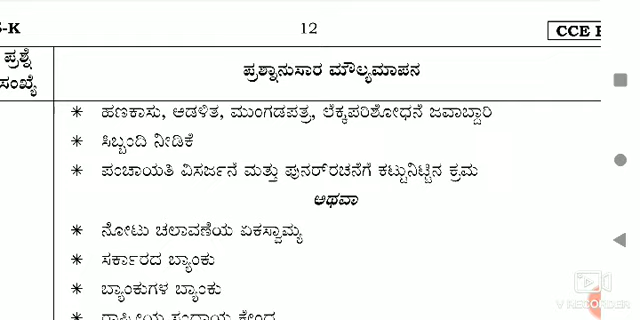 -K 12 CCE
ಪ್ರಶ್ನೆ
ಸಂಖ್ಯೆ
ಪ್ರಶ್ನಾನುಸಾರ ಮೌಲ್ಯಮಾಪನ
✳ ಹಣಕಾಸು, ಆಡಳಿತ, ಮುಂಗಡಪತ್ರ, ಲೆಕ್ಕಪರಿಶೋಧನೆ ಜವಾಬ್ದಾರಿ
✳ ಸಿಬ್ಬಂದಿ ನೀಡಿಕೆ
✳ ಪಂಚಾಯತಿ ವಿಸರ್ಜನೆ ಮತ್ತು ಪುನರ್ರಚನೆಗೆ ಕಟ್ಟುನಿಟ್ಟಿನ ಕ್ರಮ
ಅಥವಾ
✳ ನೋಟು ಚಲಾವಣೆಯ ಏಕಸ್ವಾಮ್ಯ
✳ ಸರ್ಕಾರದ ಬ್ಯಾಂಕು
✳ ಬ್ಯಾಂಕುಗಳ ಬ್ಯಾಂಕು
✳ ರಾಷ್ಟ್ರೀಯ ಸಂದಾಯ ಕೇಂದ್ರ
V RECORDER